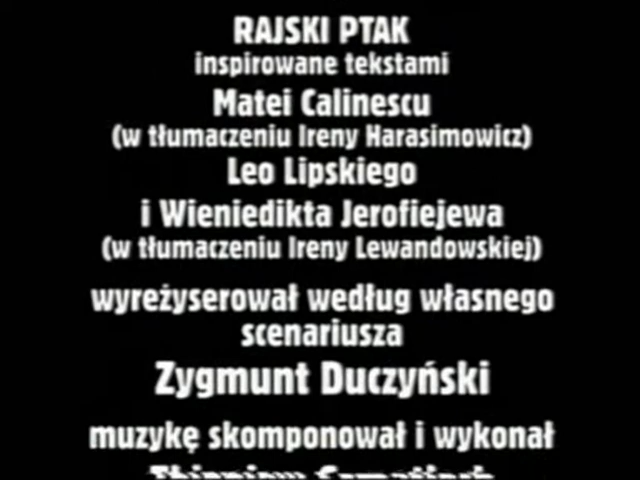 RAJSKI PTAK
inspirowane tekstami
Matei Calinescu
(w tłumaczeniu Ireny Harasimowicz)
Leo Lipskiego
i Wieniedikta Jerofiejewa
(w tłumaczeniu Ireny Lewandowskiej)
wyreżyserował według własnego
scenariusza
Zygmunt Duczyński
muzykę skomponował i wykonał